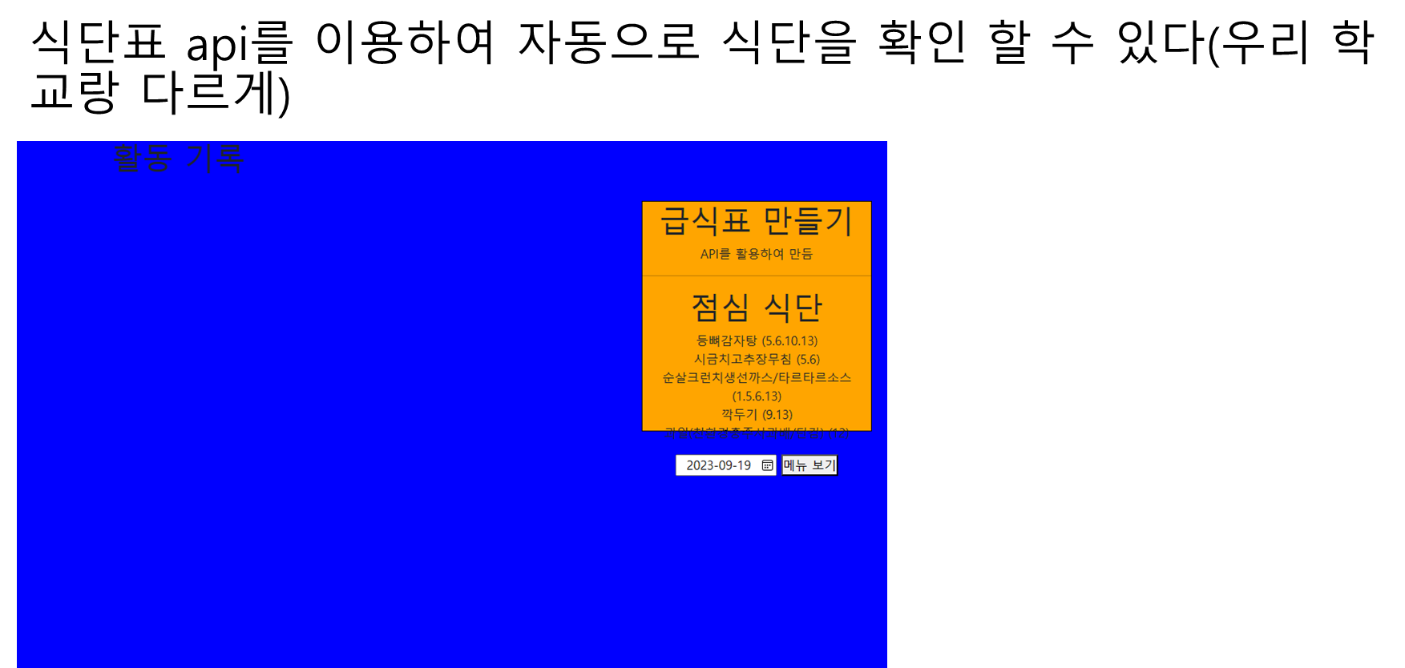 식단표 api를 이용하여 자동으로 식단을 확인 할 수 있다(우리 학
교랑 다르게)
활동 기록
급식표 만들기
API를 활용하여 만듬
점심 식단
등뼈감자탕 (5.6.10.13)
시금치고추장무침 (5.6)
순살크런치생선까스/타르타르소스
(1.5.6.13)
깍두기 (9.13)
2023-09-19
메뉴 보기